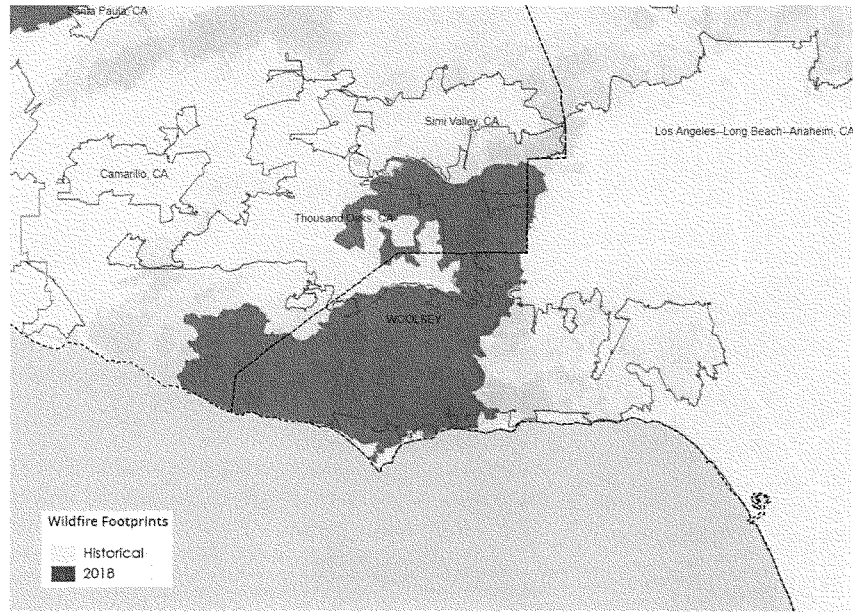 Santa Paula, CA
Simi Valley, CA
Los Angeles--Long Beach--Anaheim, CA
Camarillo, CA
Thousand Oaks, CA
WOOLSEY
Wildfire Footprints
Historical
2018